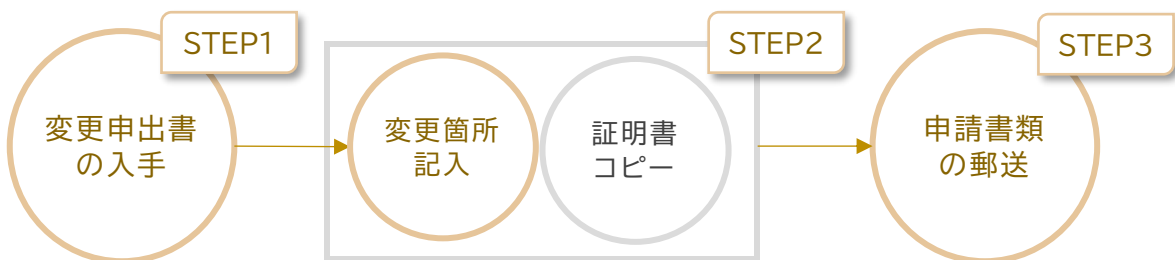 STEP1
変更申出書
の入手
STEP2
変更箇所
記入
証明書
コピー
STEP3
申請書類
の郵送